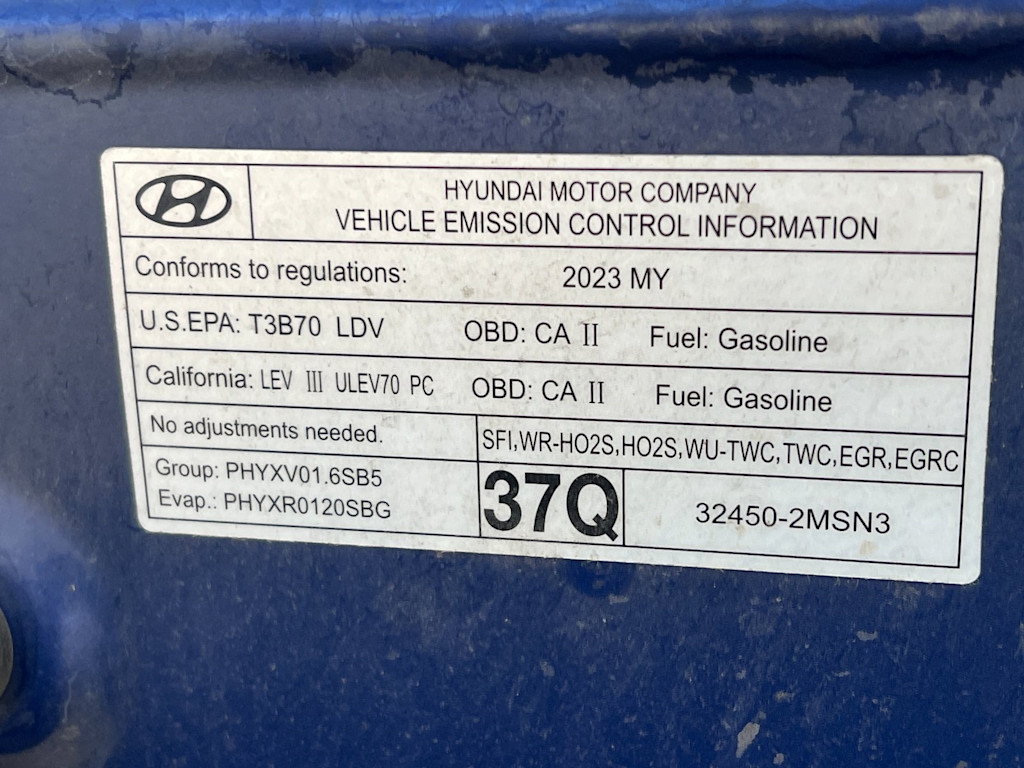 HYUNDAI MOTOR COMPANY
VEHICLE EMISSION CONTROL INFORMATION
Conforms to regulations: 2023 MY
U.S.EPA: T3B70 LDV OBD: CA II Fuel: Gasoline
California: LEV III ULEV70 PC OBD: CA II Fuel: Gasoline
No adjustments needed.
SFI,WR-HO2S,HO2S,WU-TWC,TWC,EGR,EGRC
Group: PHYXV01.6SB5
Evap.: PHYXR0120SBG
37Q
32450-2MSN3